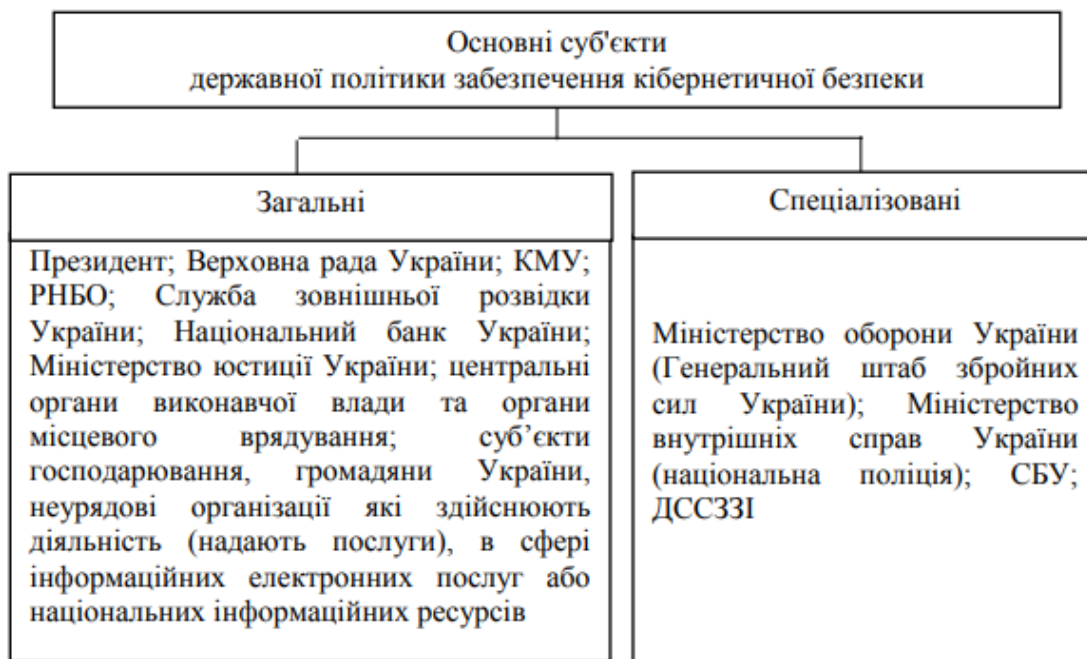 Основні суб'єкти
державної політики забезпечення кібернетичної безпеки
Загальні
Президент; Верховна рада України; КМУ;
РНБО; Служба зовнішньої розвідки
України; Національний банк України;
Міністерство юстиції України; центральні
органи виконавчої влади та органи
місцевого врядування; суб’єкти
господарювання, громадяни України,
неурядові організації які здійснюють
діяльність (надають послуги), в сфері
інформаційних електронних послуг або
національних інформаційних ресурсів
Спеціалізовані
Міністерство оборони України
(Генеральний штаб збройних
сил України); Міністерство
внутрішніх справ України
(національна поліція); СБУ;
ДССЗЗІ